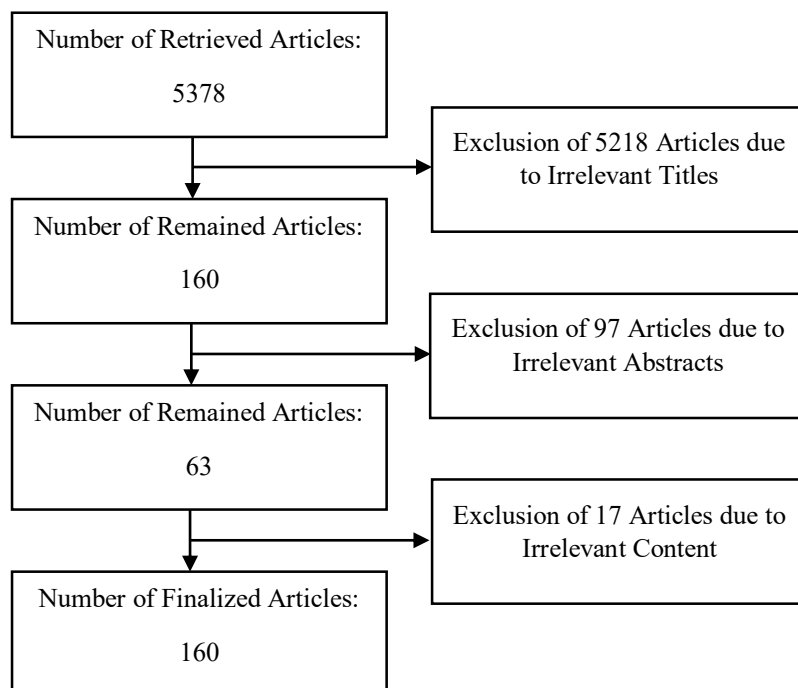 Number of Retrieved Articles:
5378
Exclusion of 5218 Articles due
to Irrelevant Titles
Number of Remained Articles:
160
Exclusion of 97 Articles due to
Irrelevant Abstracts
Number of Remained Articles:
63
Exclusion of 17 Articles due to
Irrelevant Content
Number of Finalized Articles:
160